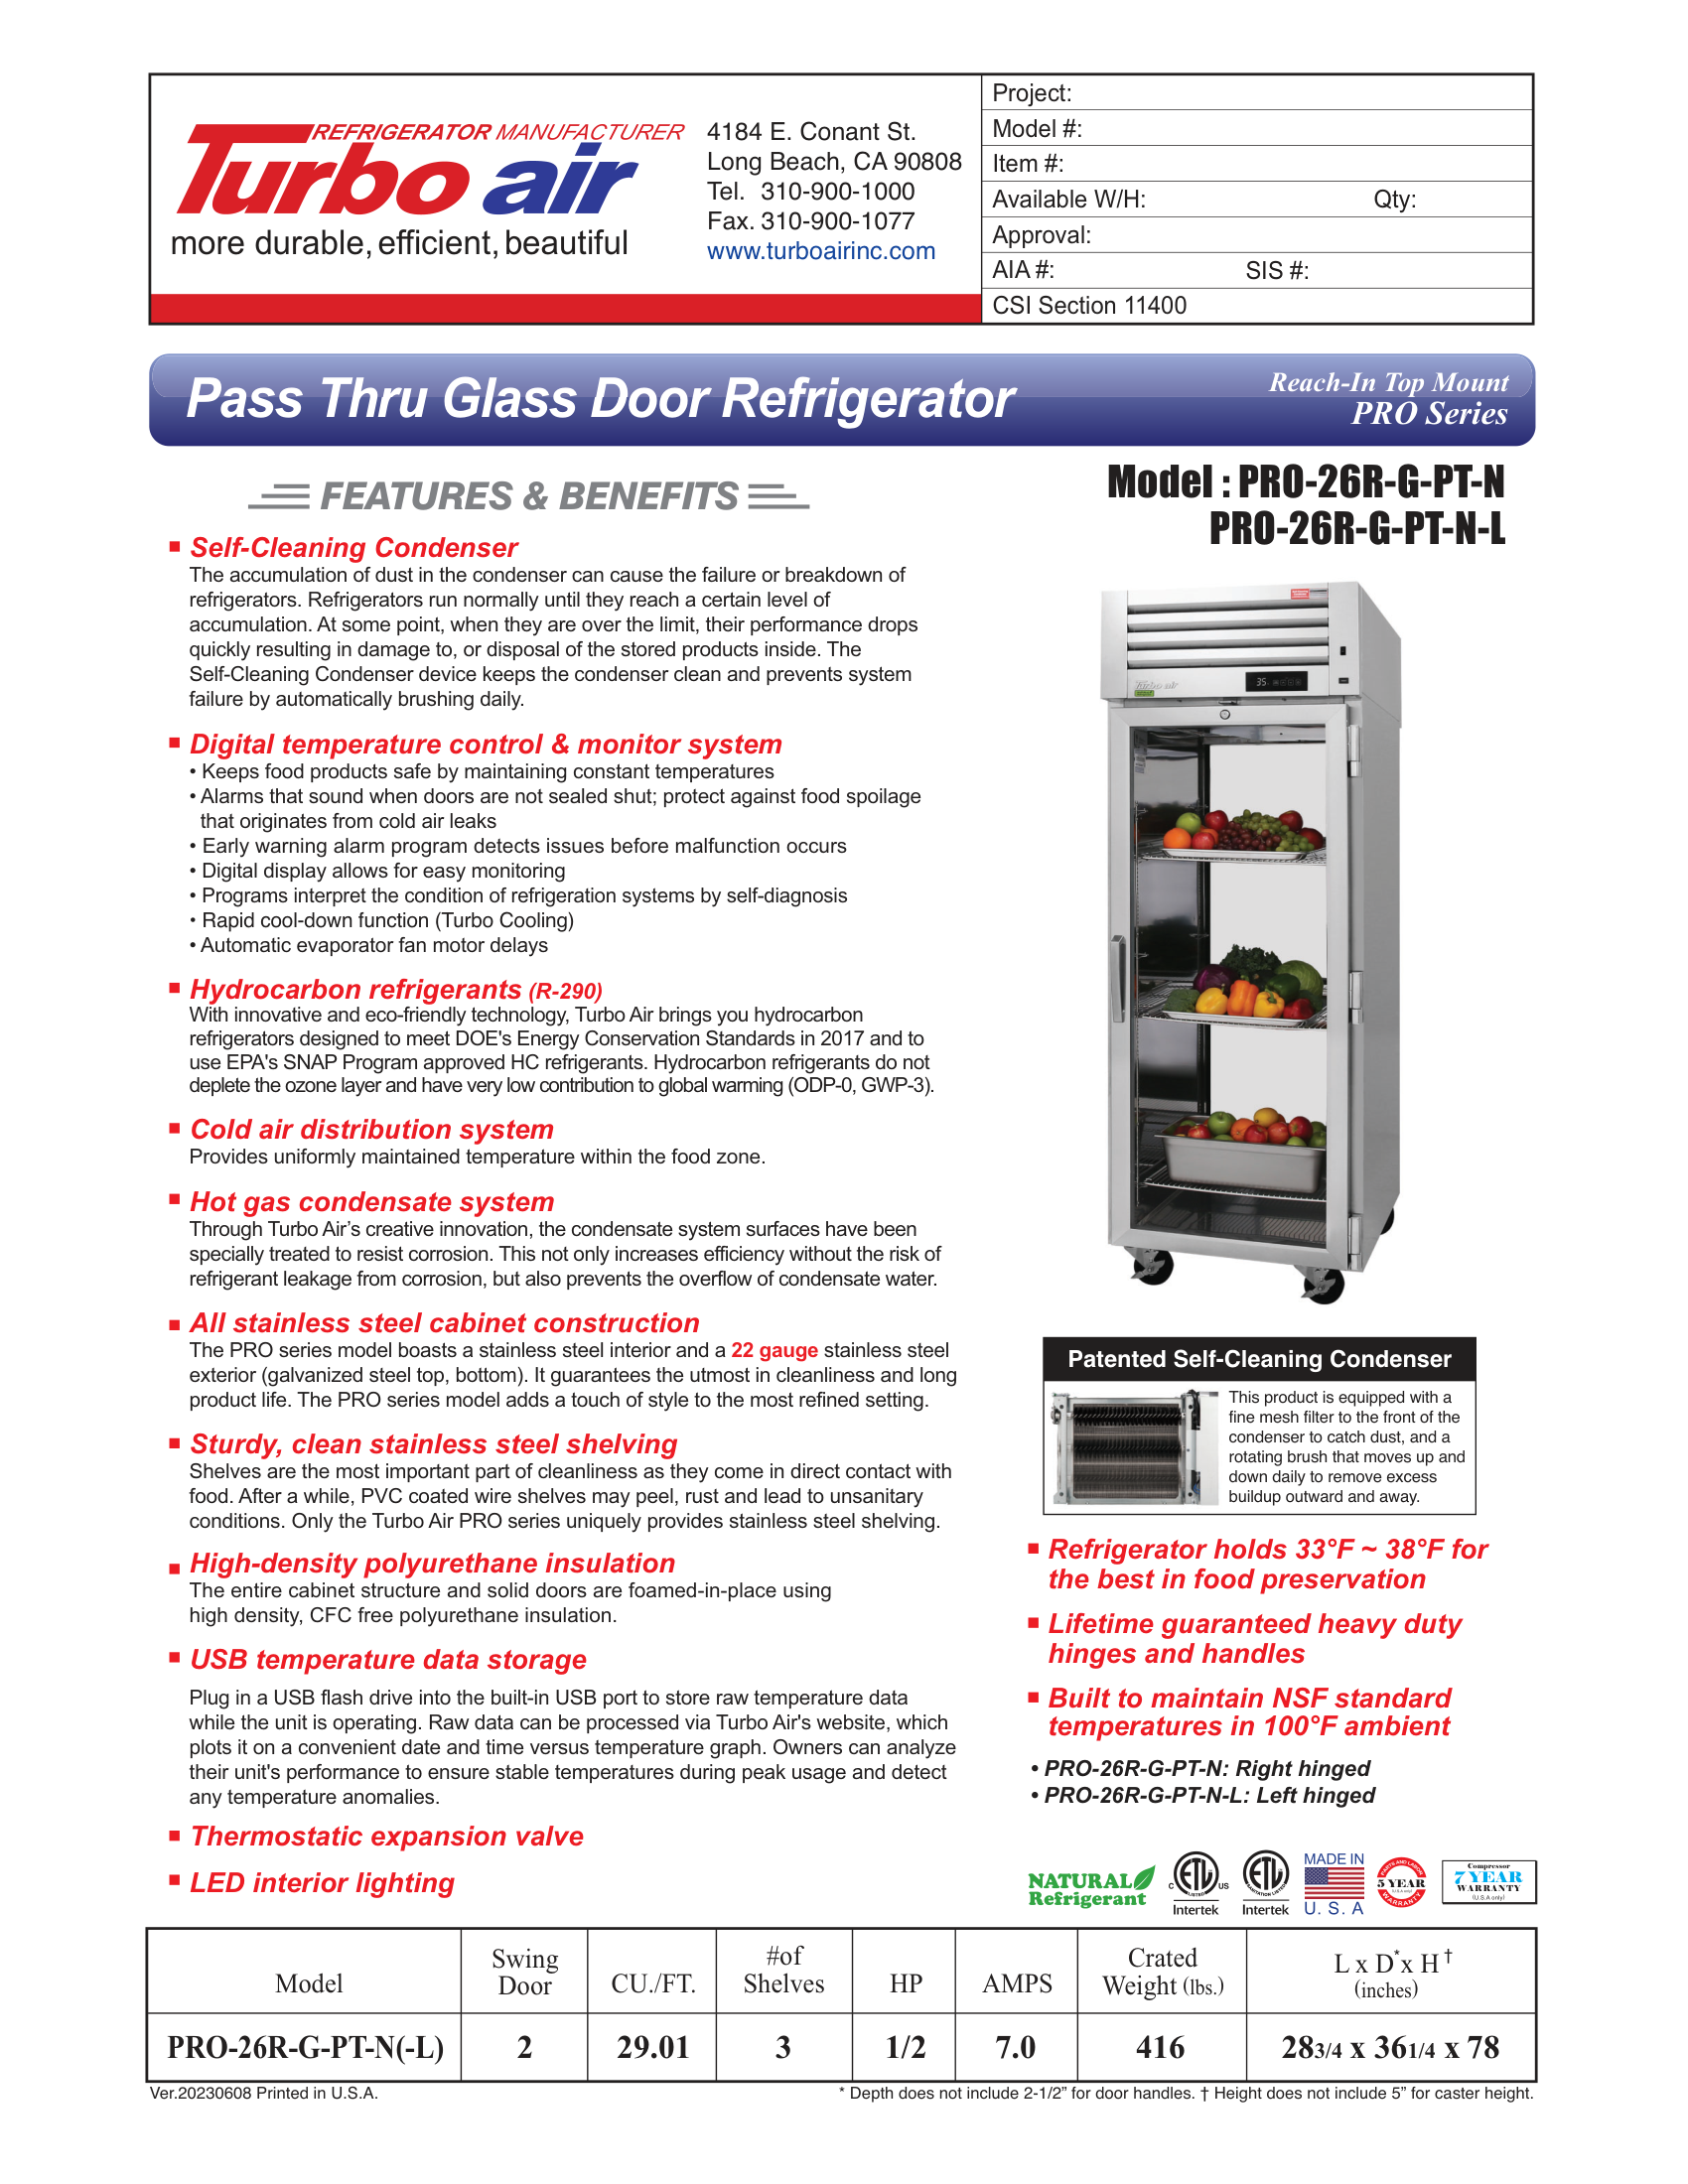 REFRIGERATOR MANUFACTURER
Turbo air
more durable, efficient, beautiful
4184 E. Conant St.
Long Beach, CA 90808
Tel. 310-900-1000
Fax. 310-900-1077
www.turboairinc.com
Project:
Model #:
Item #:
Available W/H: Qty:
Approval:
AIA #: SIS #:
CSI Section 11400
Pass Thru Glass Door Refrigerator
Reach-In Top Mount
PRO Series
FEATURES & BENEFITS
Model : PRO-26R-G-PT-N
PRO-26R-G-PT-N-L
Self-Cleaning Condenser
The accumulation of dust in the condenser can cause the failure or breakdown of
refrigerators. Refrigerators run normally until they reach a certain level of
accumulation. At some point, when they are over the limit, their performance drops
quickly resulting in damage to, or disposal of the stored products inside. The
Self-Cleaning Condenser device keeps the condenser clean and prevents system
failure by automatically brushing daily.
Digital temperature control & monitor system
• Keeps food products safe by maintaining constant temperatures
• Alarms that sound when doors are not sealed shut; protect against food spoilage
that originates from cold air leaks
• Early warning alarm program detects issues before malfunction occurs
• Digital display allows for easy monitoring
• Programs interpret the condition of refrigeration systems by self-diagnosis
• Rapid cool-down function (Turbo Cooling)
• Automatic evaporator fan motor delays
Hydrocarbon refrigerants (R-290)
With innovative and eco-friendly technology, Turbo Air brings you hydrocarbon
refrigerators designed to meet DOE's Energy Conservation Standards in 2017 and to
use EPA's SNAP Program approved HC refrigerants. Hydrocarbon refrigerants do not
deplete the ozone layer and have very low contribution to global warming (ODP-0, GWP-3).
Cold air distribution system
Provides uniformly maintained temperature within the food zone.
Hot gas condensate system
Through Turbo Air’s creative innovation, the condensate system surfaces have been
specially treated to resist corrosion. This not only increases efficiency without the risk of
refrigerant leakage from corrosion, but also prevents the overflow of condensate water.
All stainless steel cabinet construction
The PRO series model boasts a stainless steel interior and a 22 gauge stainless steel
exterior (galvanized steel top, bottom). It guarantees the utmost in cleanliness and long
product life. The PRO series model adds a touch of style to the most refined setting.
Sturdy, clean stainless steel shelving
Shelves are the most important part of cleanliness as they come in direct contact with
food. After a while, PVC coated wire shelves may peel, rust and lead to unsanitary
conditions. Only the Turbo Air PRO series uniquely provides stainless steel shelving.
High-density polyurethane insulation
The entire cabinet structure and solid doors are foamed-in-place using
high density, CFC free polyurethane insulation.
USB temperature data storage
Plug in a USB flash drive into the built-in USB port to store raw temperature data
while the unit is operating. Raw data can be processed via Turbo Air's website, which
plots it on a convenient date and time versus temperature graph. Owners can analyze
their unit's performance to ensure stable temperatures during peak usage and detect
any temperature anomalies.
Thermostatic expansion valve
LED interior lighting
Turbo air
35
Patented Self-Cleaning Condenser
This product is equipped with a
fine mesh filter to the front of the
condenser to catch dust, and a
rotating brush that moves up and
down daily to remove excess
buildup outward and away.
Refrigerator holds 33°F ~ 38°F for
the best in food preservation
Lifetime guaranteed heavy duty
hinges and handles
Built to maintain NSF standard
temperatures in 100°F ambient
• PRO-26R-G-PT-N: Right hinged
• PRO-26R-G-PT-N-L: Left hinged
NATURAL
Refrigerant
C ETL US
LISTED
Intertek
ETL
SANITATION LISTED
Intertek
MADE IN
U. S. A
PARTS AND LABOR
5 YEAR
(U.S.A only)
WARRANTY
Compressor
7 YEAR
WARRANTY
(U.S.A only)
Model Swing Door CU./FT. #of Shelves HP AMPS Crated Weight (lbs.) L x D* x H† (inches)
PRO-26R-G-PT-N(-L) 2 29.01 3 1/2 7.0 416 283/4 x 361/4 x 78
Ver.20230608 Printed in U.S.A.
* Depth does not include 2-1/2” for door handles. † Height does not include 5” for caster height.